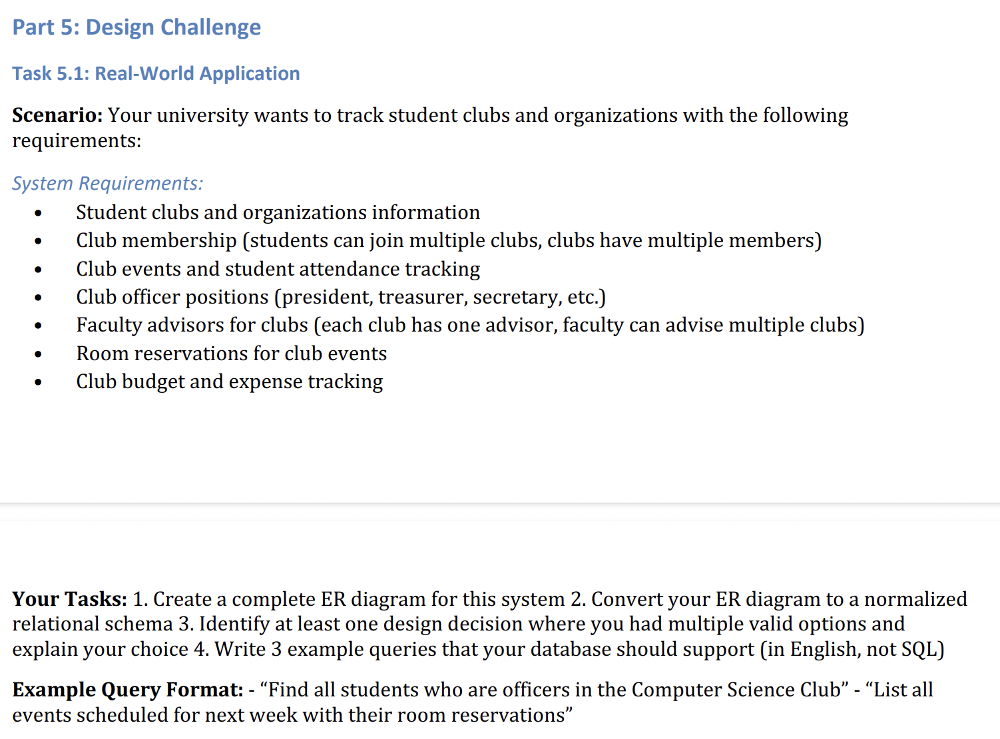 Part 5: Design Challenge
Task 5.1: Real-World Application
Scenario: Your university wants to track student clubs and organizations with the following
requirements:
System Requirements:
• Student clubs and organizations information
• Club membership (students can join multiple clubs, clubs have multiple members)
• Club events and student attendance tracking
• Club officer positions (president, treasurer, secretary, etc.)
• Faculty advisors for clubs (each club has one advisor, faculty can advise multiple clubs)
• Room reservations for club events
• Club budget and expense tracking
Your Tasks: 1. Create a complete ER diagram for this system 2. Convert your ER diagram to a normalized
relational schema 3. Identify at least one design decision where you had multiple valid options and
explain your choice 4. Write 3 example queries that your database should support (in English, not SQL)
Example Query Format: - “Find all students who are officers in the Computer Science Club” - “List all
events scheduled for next week with their room reservations”